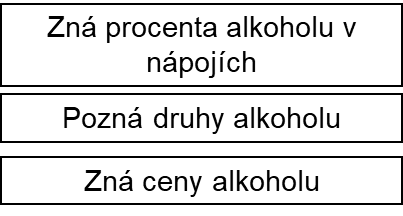 Zná procenta alkoholu v
nápojích
Pozná druhy alkoholu
Zná ceny alkoholu